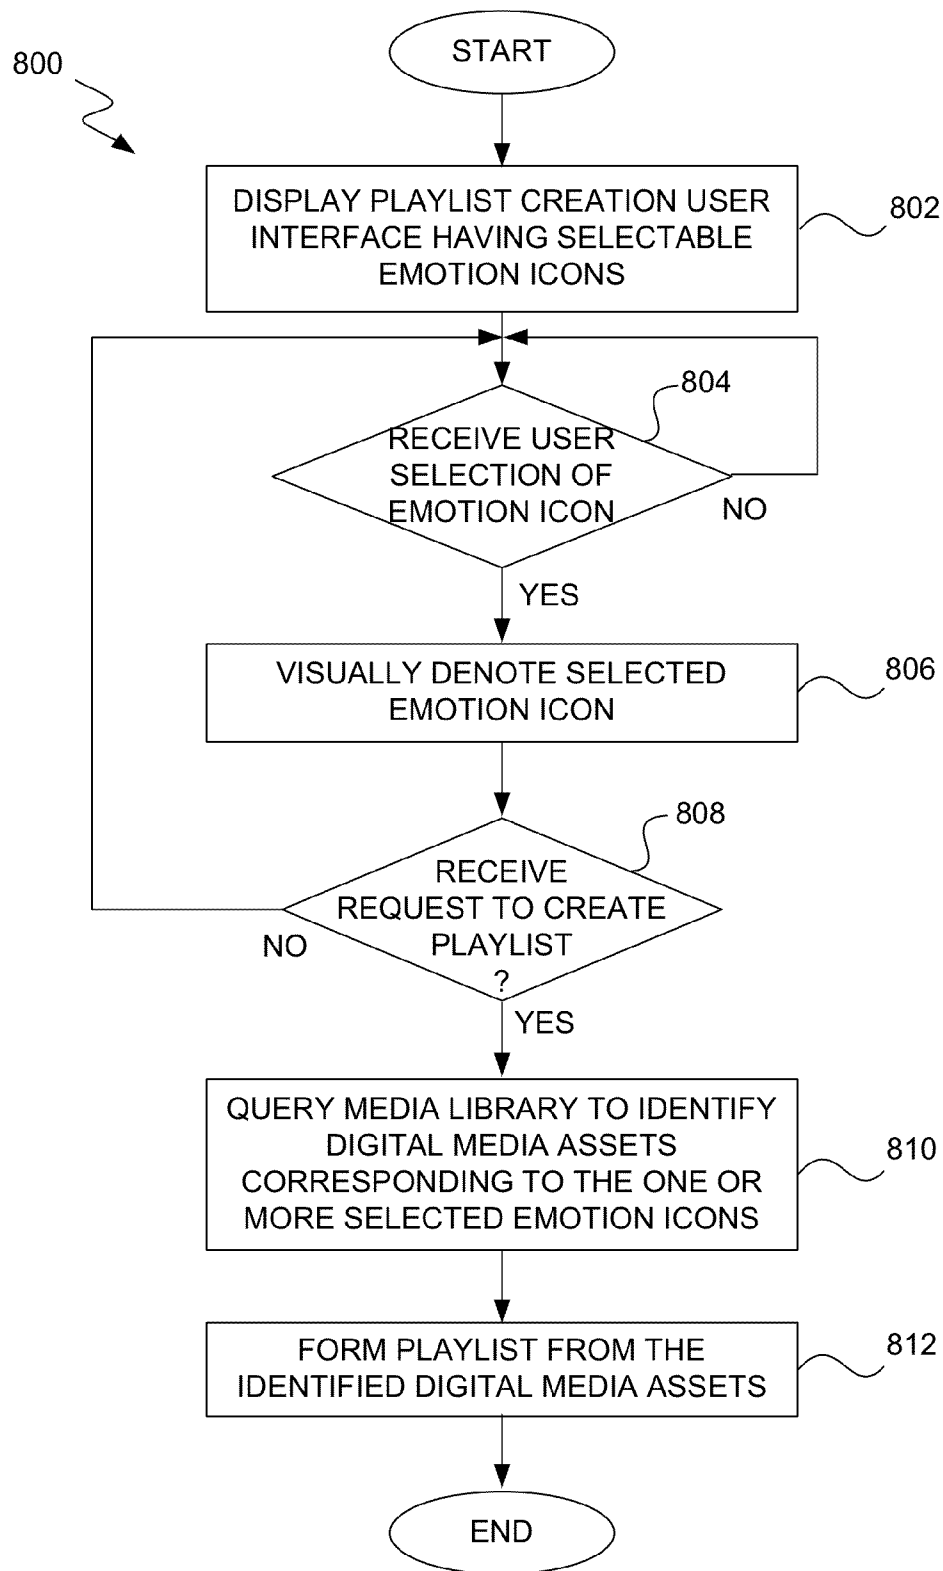 START
800
DISPLAY PLAYLIST CREATION USER
INTERFACE HAVING SELECTABLE
EMOTION ICONS
802
804
RECEIVE USER
SELECTION OF
EMOTION ICON
NO
YES
VISUALLY DENOTE SELECTED
EMOTION ICON
806
808
RECEIVE
REQUEST TO CREATE
PLAYLIST
?
NO
YES
QUERY MEDIA LIBRARY TO IDENTIFY
DIGITAL MEDIA ASSETS
CORRESPONDING TO THE ONE OR
MORE SELECTED EMOTION ICONS
810
FORM PLAYLIST FROM THE
IDENTIFIED DIGITAL MEDIA ASSETS
812
END